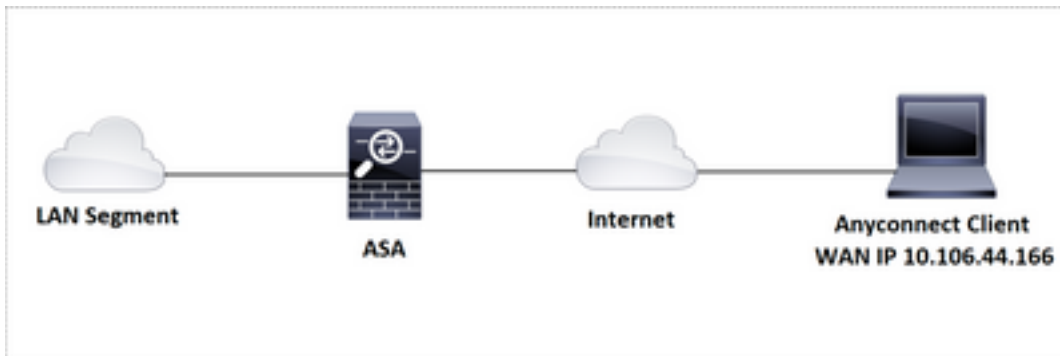 LAN Segment
ASA
Internet
Anyconnect Client
WAN IP 10.106.44.166